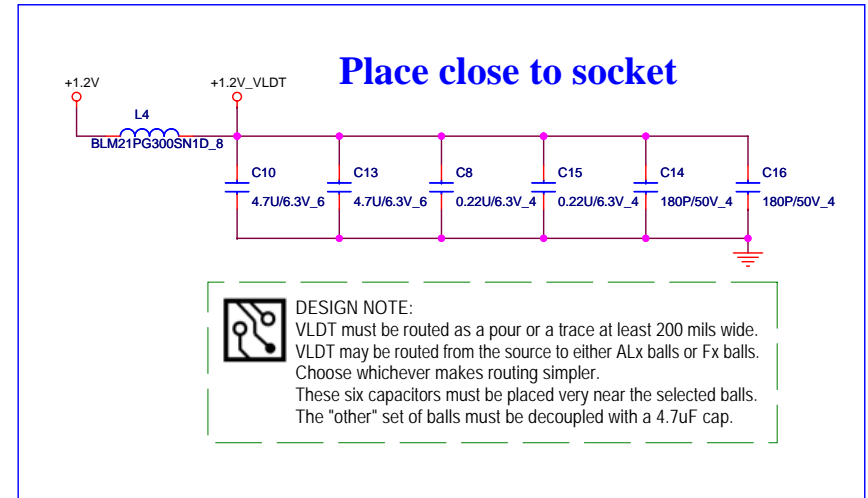 Place close to socket
+1.2V
+1.2V_VLDT
L4
BLM21PG300SN1D_8
C10
4.7U/6.3V_6
C13
4.7U/6.3V_6
C8
0.22U/6.3V_4
C15
0.22U/6.3V_4
C14
180P/50V_4
C16
180P/50V_4
DESIGN NOTE:
VLDT must be routed as a pour or a trace at least 200 mils wide.
VLDT may be routed from the source to either ALx balls or Fx balls.
Choose whichever makes routing simpler.
These six capacitors must be placed very near the selected balls.
The "other" set of balls must be decoupled with a 4.7uF cap.